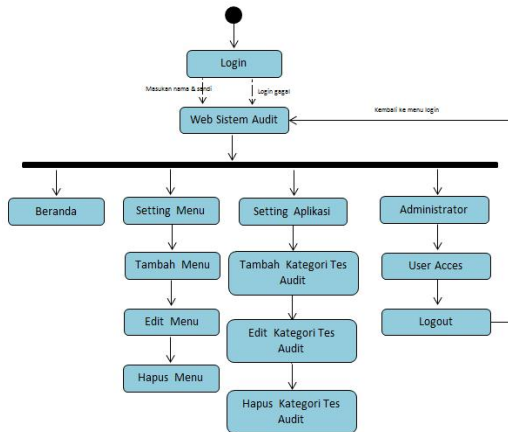 Login
Masukan nama & sandi
Login gagal
Kembali ke menu login
Web Sistem Audit
Beranda
Setting Menu
Setting Aplikasi
Administrator
Tambah Menu
Tambah Kategori Tes
Audit
User Acces
Edit Menu
Edit Kategori Tes
Audit
Logout
Hapus Menu
Hapus Kategori Tes
Audit